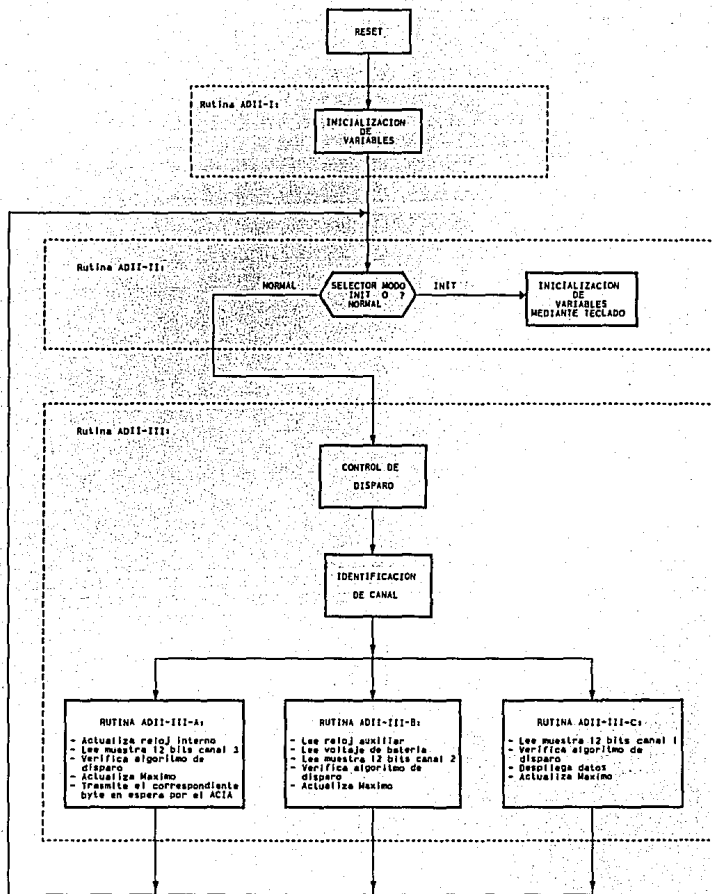 RESET
Rutina ADII-I:
INICIALIZACION
DE
VARIABLES
Rutina ADII-II:
NORMAL
SELECTOR MODO
INIT O ?
NORMAL
INIT
INICIALIZACION
DE
VARIABLES
MEDIANTE TECLADO
Rutina ADII-III:
CONTROL DE
DISPARO
IDENTIFICACION
DE CANAL
RUTINA ADII-III-A:
- Actualiza reloj interno
- Lee muestra 12 bits canal 3
- Verifica algoritmo de
disparo
- Actualiza Maximo
- Trasmite el correspondiente
byte en espera por el ACIA
RUTINA ADII-III-B:
- Lee reloj auxiliar
- Lee voltaje de bateria
- Lee muestra 12 bits canal 2
- Verifica algoritmo de
disparo
- Actualiza Maximo
RUTINA ADII-III-C:
- Lee muestra 12 bits canal 1
- Verifica algoritmo de
disparo
- Despliega datos
- Actualiza Maximo